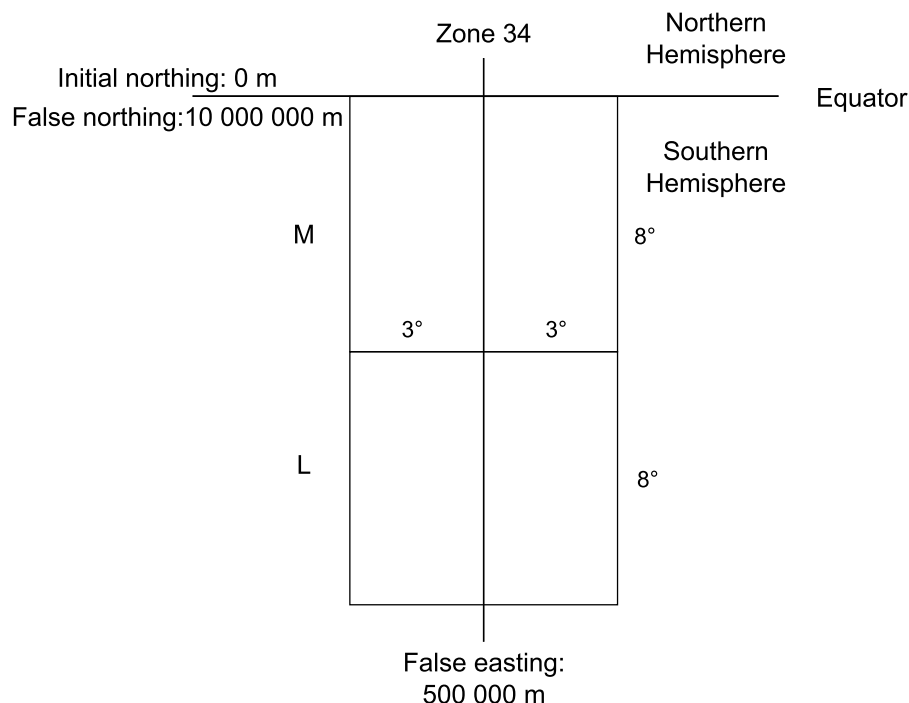 Zone 34
Northern
Hemisphere
Initial northing: 0 m
False northing:10 000 000 m
Equator
Southern
Hemisphere
M
8°
3°
3°
L
8°
False easting:
500 000 m